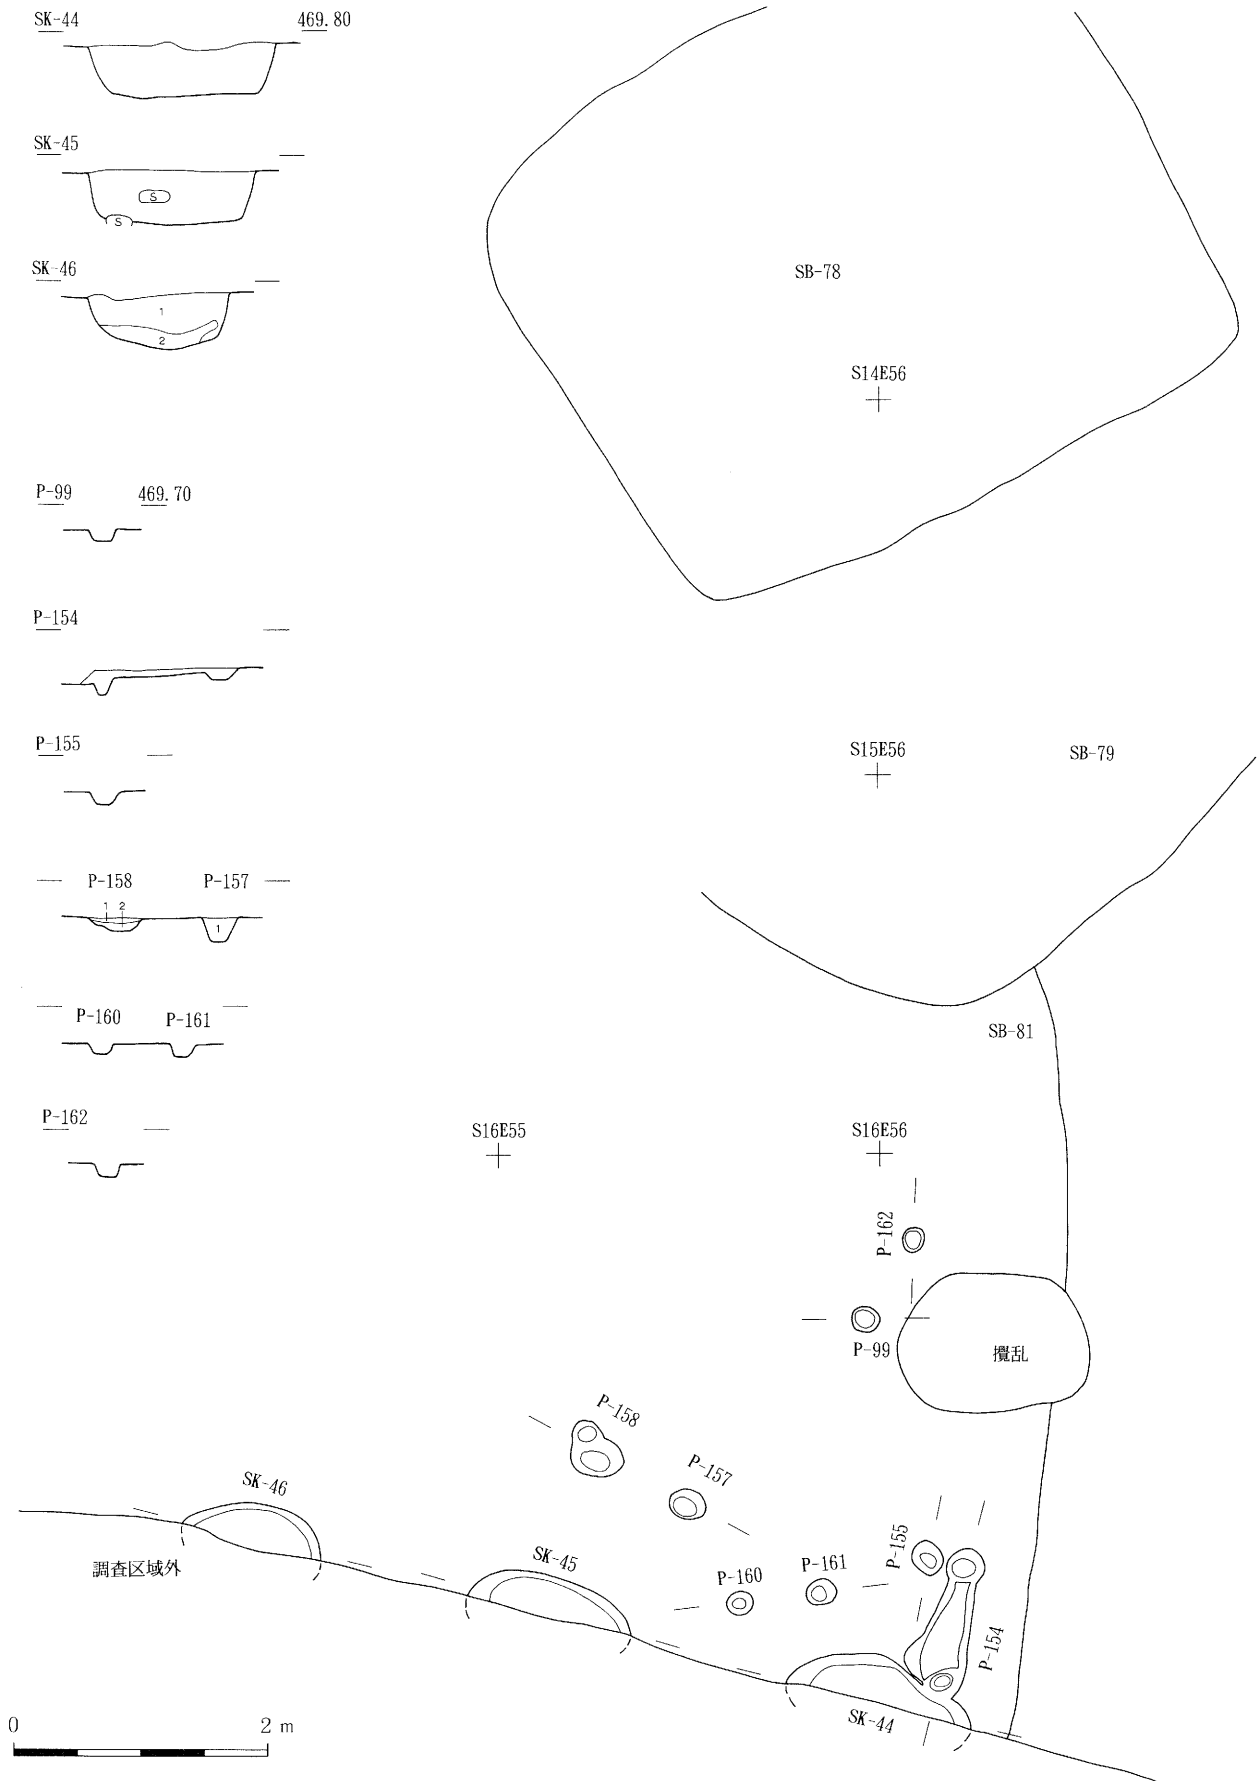 SK-44 469.80
SK-45
S
S
SK-46
1
2
SB-78
S14E56
P-99 469.70
P-154
P-155
S15E56
SB-79
P-158 P-157
1 2
1
P-160 P-161
SB-81
P-162
S16E55
S16E56
P-162
P-99
攪乱
P-158
P-157
SK-46
調査区域外
SK-45
P-160
P-161
P-155
P-154
SK-44
0 2 m